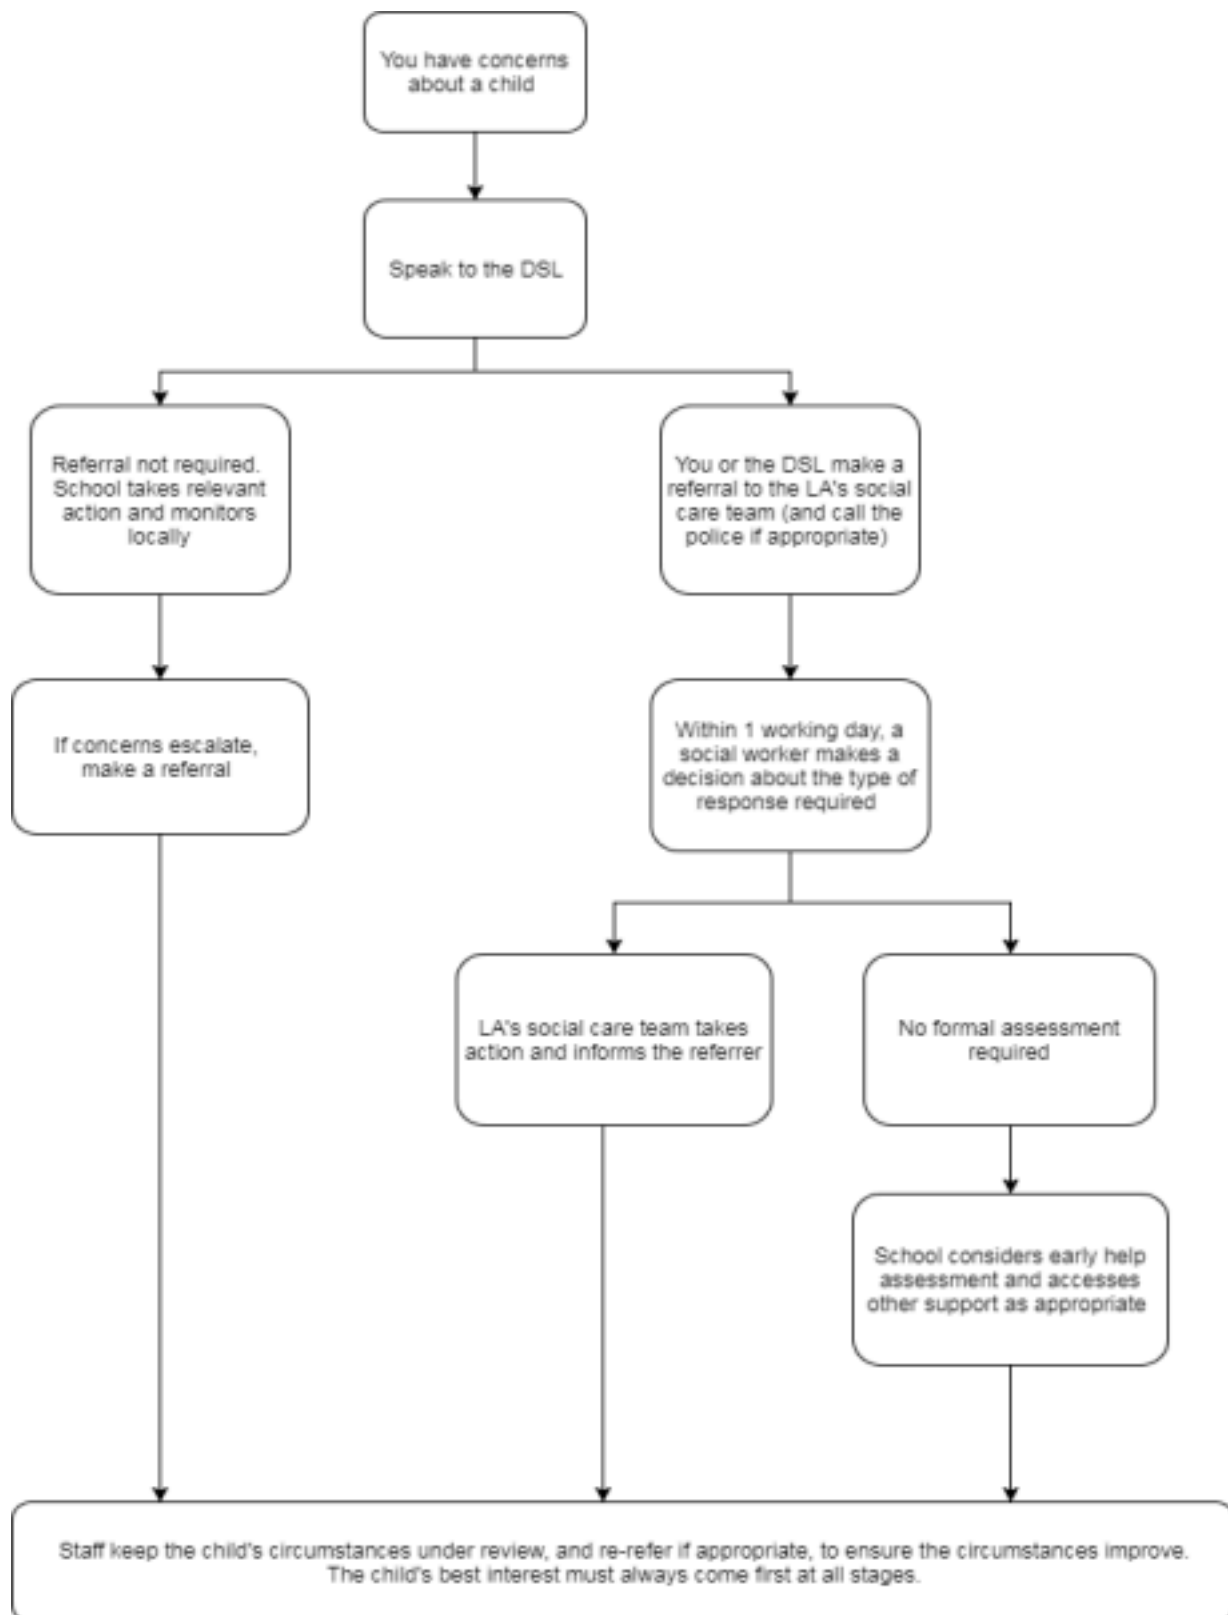 You have concerns
about a child
Speak to the DSL
Referral not required.
School takes relevant
action and monitors
locally
You or the DSL make a
referral to the LA's social
care team (and call the
police if appropriate)
If concerns escalate,
make a referral
Within 1 working day, a
social worker makes a
decision about the type of
response required
LA's social care team takes
action and informs the referrer
No formal assessment
required
School considers early help
assessment and accesses
other support as appropriate
Staff keep the child's circumstances under review, and re-refer if appropriate, to ensure the circumstances improve.
The child's best interest must always come first at all stages.